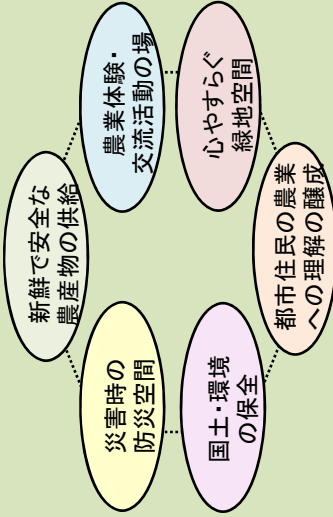 新鮮で安全な
農産物の供給
農業体験・
交流活動の場
心やすらぐ
緑地空間
都市住民の農業
への理解の醸成
国土・環境
の保全
災害時の
防災空間